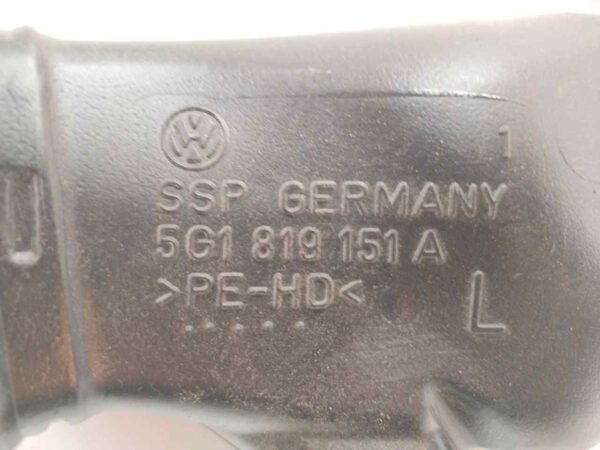 VW 1
SSP GERMANY
5G1 819 151 A
>PE-HD< L